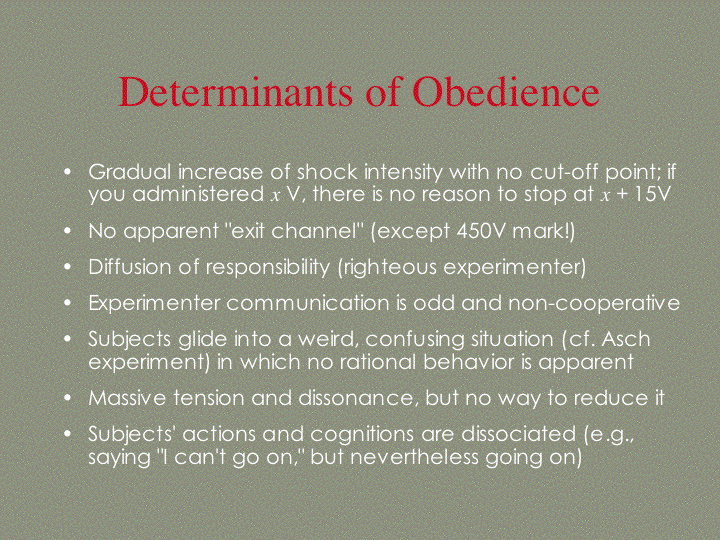 Determinants of Obedience
• Gradual increase of shock intensity with no cut-off point; if
you administered x V, there is no reason to stop at x + 15V
• No apparent "exit channel" (except 450V mark!)
• Diffusion of responsibility (righteous experimenter)
• Experimenter communication is odd and non-cooperative
• Subjects glide into a weird, confusing situation (cf. Asch
experiment) in which no rational behavior is apparent
• Massive tension and dissonance, but no way to reduce it
• Subjects' actions and cognitions are dissociated (e.g.,
saying "I can't go on," but nevertheless going on)